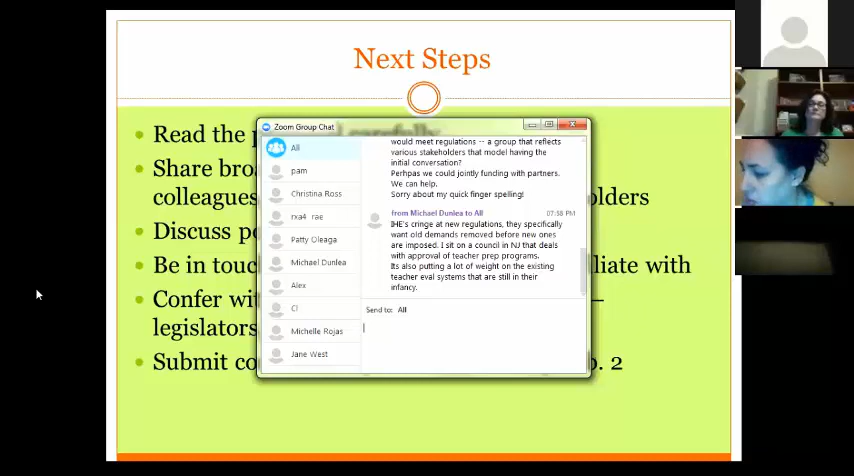 Next Steps
Read the
Share
colleagues
holders
Discuss
Be in touc
liate with
Confer wit
–
legislators
Submit co
. 2
Zoom Group Chat
All
pam
Christina Ross
rxa4 rae
Patty Oleaga
Michael Dunlea
Alex
Cl
Michelle Rojas
Jane West
would meet regulations -- a group that reflects
various stakeholders that model having the
initial conversation?
Perhpas we could jointly funding with partners.
We can help.
Sorry about my quick finger spelling!
from Michael Dunlea to All 07:58 PM
IHE's cringe at new regulations, they specifically
want old demands removed before new ones
are imposed. I sit on a council in NJ that deals
with approval of teacher prep programs.
Its also putting a lot of weight on the existing
teacher eval systems that are still in their
infancy.
Send to: All